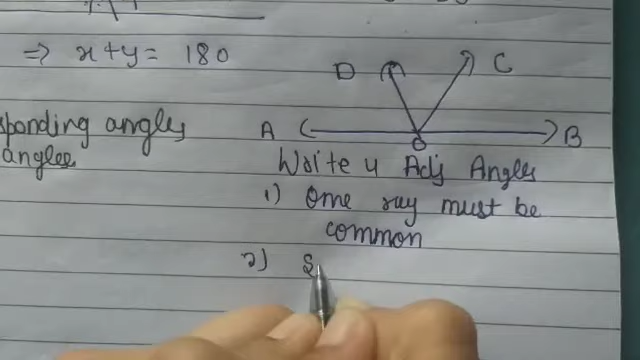 ⇒ x+y = 180
D C
sponding angles
angles
A B
O
Write 4 Adj Angles
1) One ray must be
common
2) S